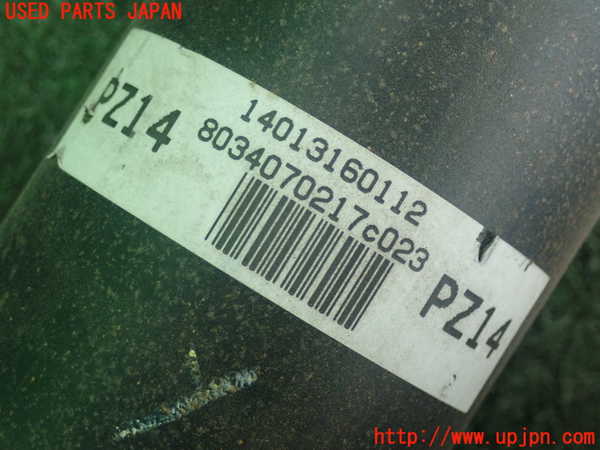 USED PARTS JAPAN
14013160112
PZ14
8034070217c023
PZ14
http://www.upjpn.com/